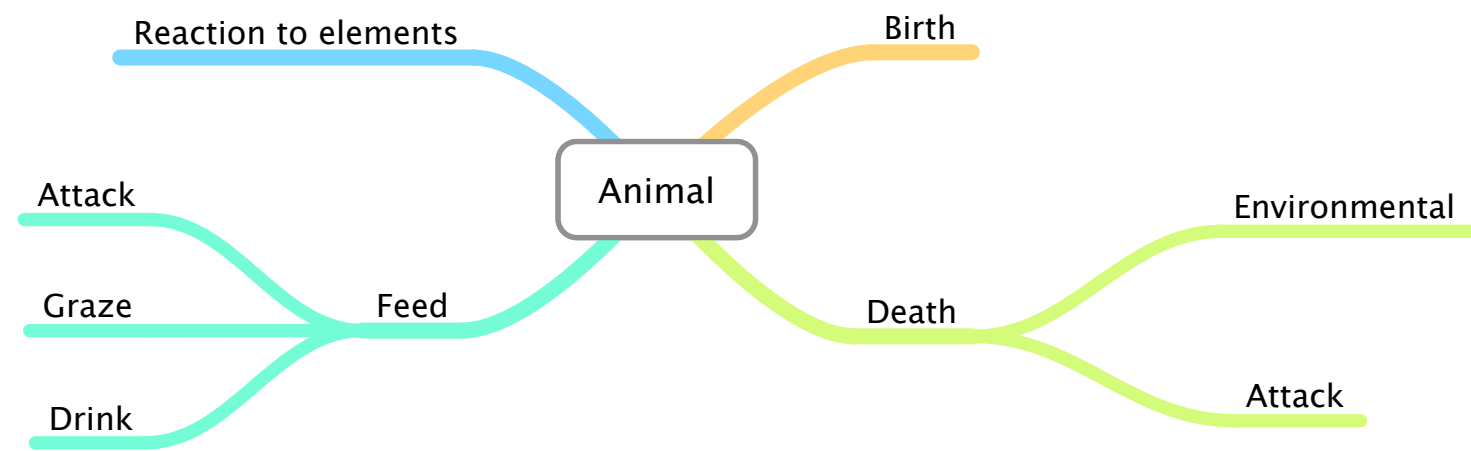 Reaction to elements
Birth
Animal
Attack
Graze
Drink
Feed
Death
Environmental
Attack